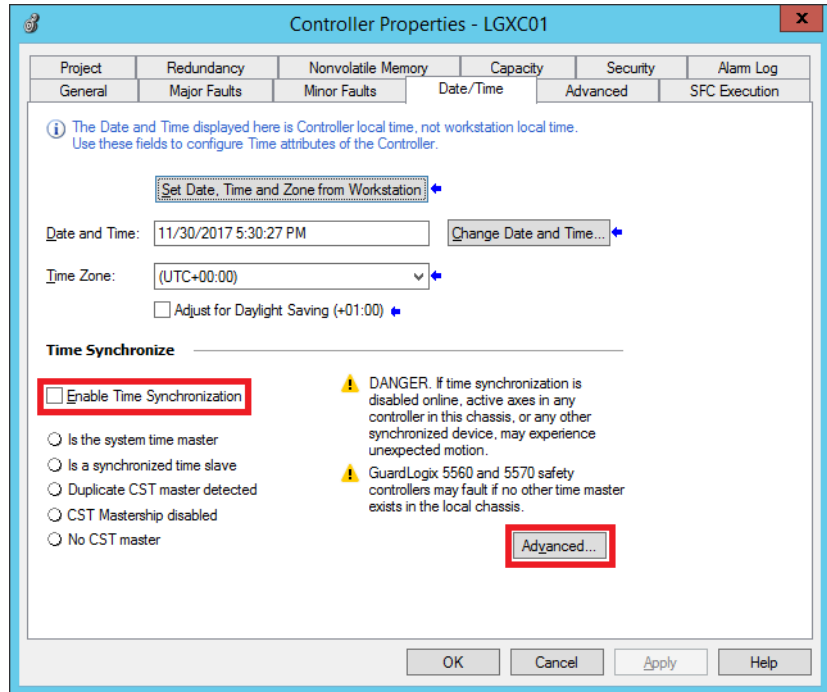 Controller Properties - LGXC01
x
Project Redundancy Nonvolatile Memory Capacity Security Alarm Log
General Major Faults Minor Faults Date/Time Advanced SFC Execution
The Date and Time displayed here is Controller local time, not workstation local time.
Use these fields to configure Time attributes of the Controller.
Set Date, Time and Zone from Workstation
Date and Time: 11/30/2017 5:30:27 PM Change Date and Time...
Time Zone: (UTC+00:00)
Adjust for Daylight Saving (+01:00)
Time Synchronize
Enable Time Synchronization
Is the system time master
Is a synchronized time slave
Duplicate CST master detected
CST Mastership disabled
No CST master
DANGER. If time synchronization is
disabled online, active axes in any
controller in this chassis, or any other
synchronized device, may experience
unexpected motion.
GuardLogix 5560 and 5570 safety
controllers may fault if no other time master
exists in the local chassis.
Advanced...
OK Cancel Apply Help